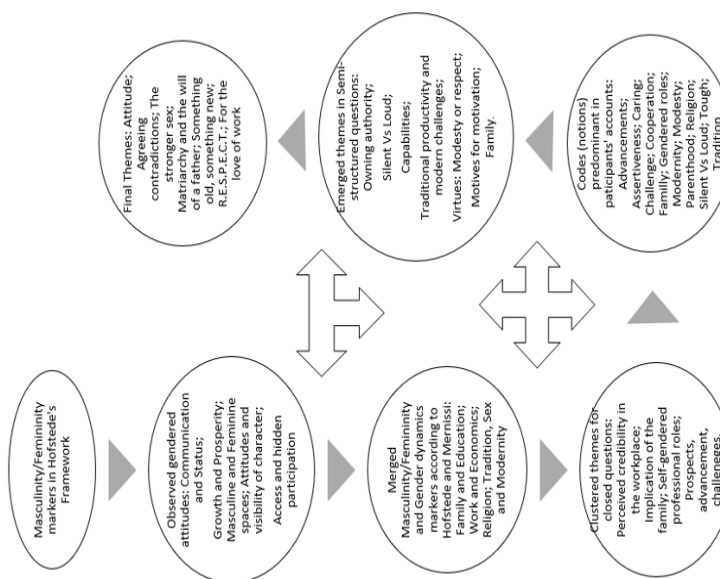 Masculinity/Femininity
markers in Hofstede's
Framework
Observed gendered
attitudes: Communication
and Status;
Growth and Prosperity;
Masculine and Feminine
spaces; Attitudes and
visibility of character;
Access and hidden
participation
Merged
Masculinity/Femininity
and Gender dynamics
markers according to
Hofstede and Mernissi:
Family and Education;
Work and Economics;
Religion; Tradition, Sex
and Modernity
Clustered themes for
closed questions:
Perceived credibility in
the workplace;
Implication of the
family; Self-gendered
professional roles;
Prospects,
advancement,
challeneges.
Codes (notions)
predominant in
paticipants' accounts:
Advancements;
Assertiveness; Caring;
Challenge; Cooperation;
Familly; Gendered roles;
Modernity; Modesty;
Parenthood; Religion;
Silent Vs Loud; Tough;
Tradition
Emerged themes in Semi-
structured questions:
Owning authority;
Silent Vs Loud;
Capabilities;
Traditional productivity and
modern challenges;
Virtues: Modesty or respect;
Motives for motivation;
Family.
Final Themes: Attitude;
Agreeing
contradictions; The
stronger sex;
Matriarchy and the will
of a father; Something
old, something new;
R.E.S.P.E.C.T.; For the
love of work